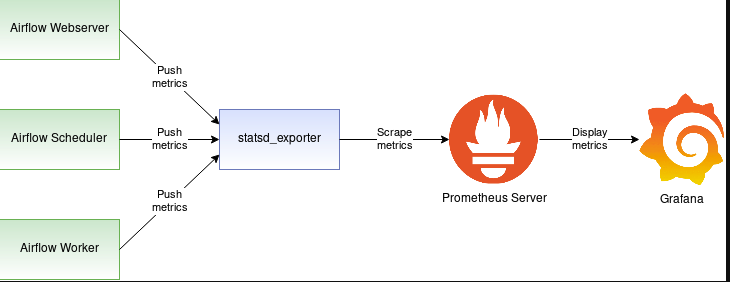 Airflow Webserver
Push
metrics
Airflow Scheduler
Push
metrics
statsd_exporter
Scrape
metrics
Display
metrics
Prometheus Server
Grafana
Push
metrics
Airflow Worker